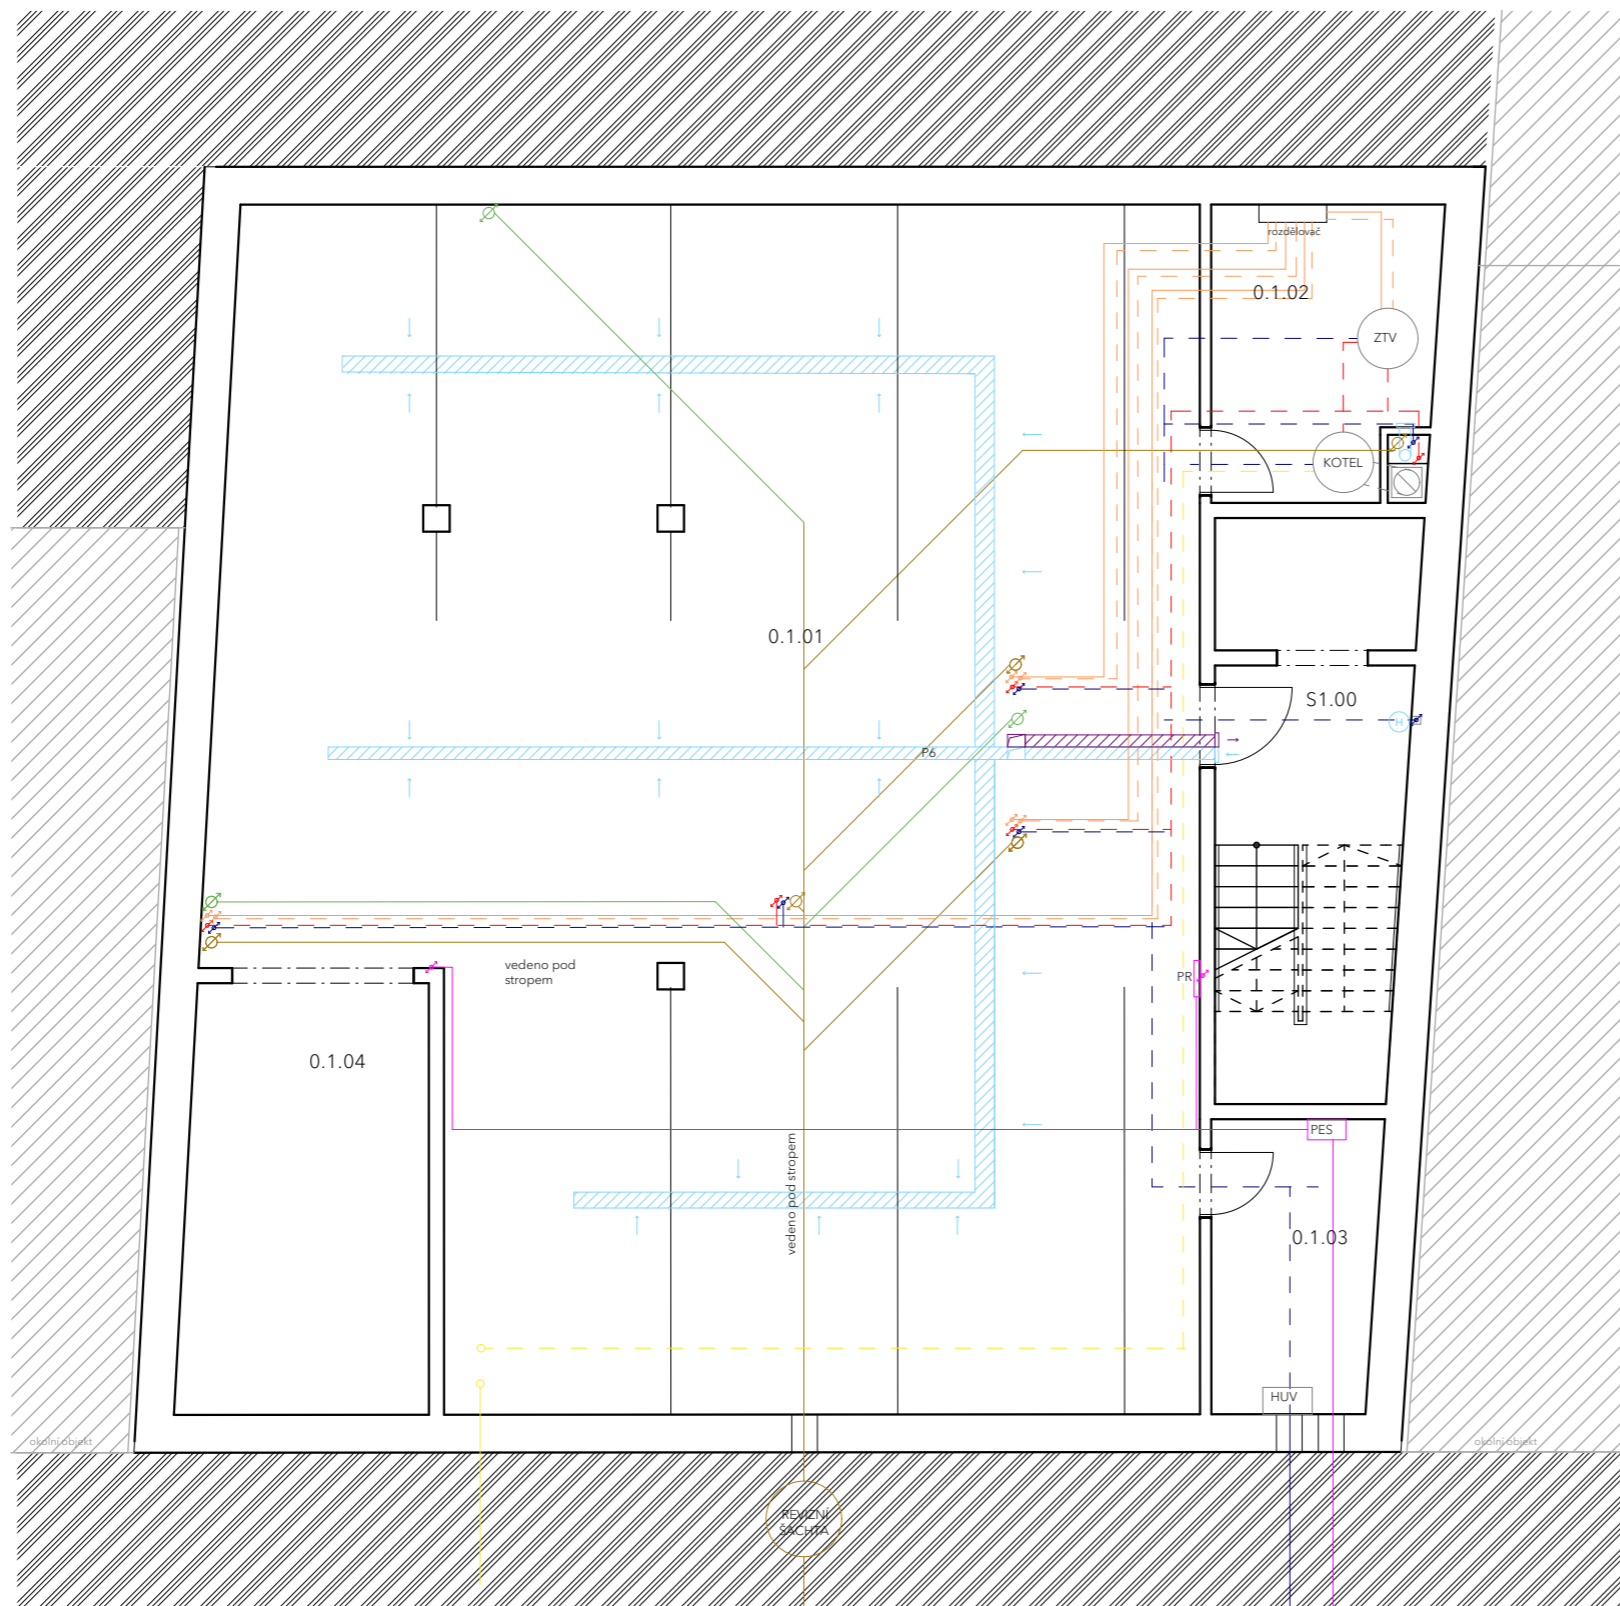 rozdělovač
0.1.02
ZTV
KOTEL
0.1.01
S1.00
H
P6
vedeno pod
stropem
PR
0.1.04
PES
vedeno pod stropem
0.1.03
HUV
okolní objekt
okolní objekt
REVIZNÍ
ŠACHTA